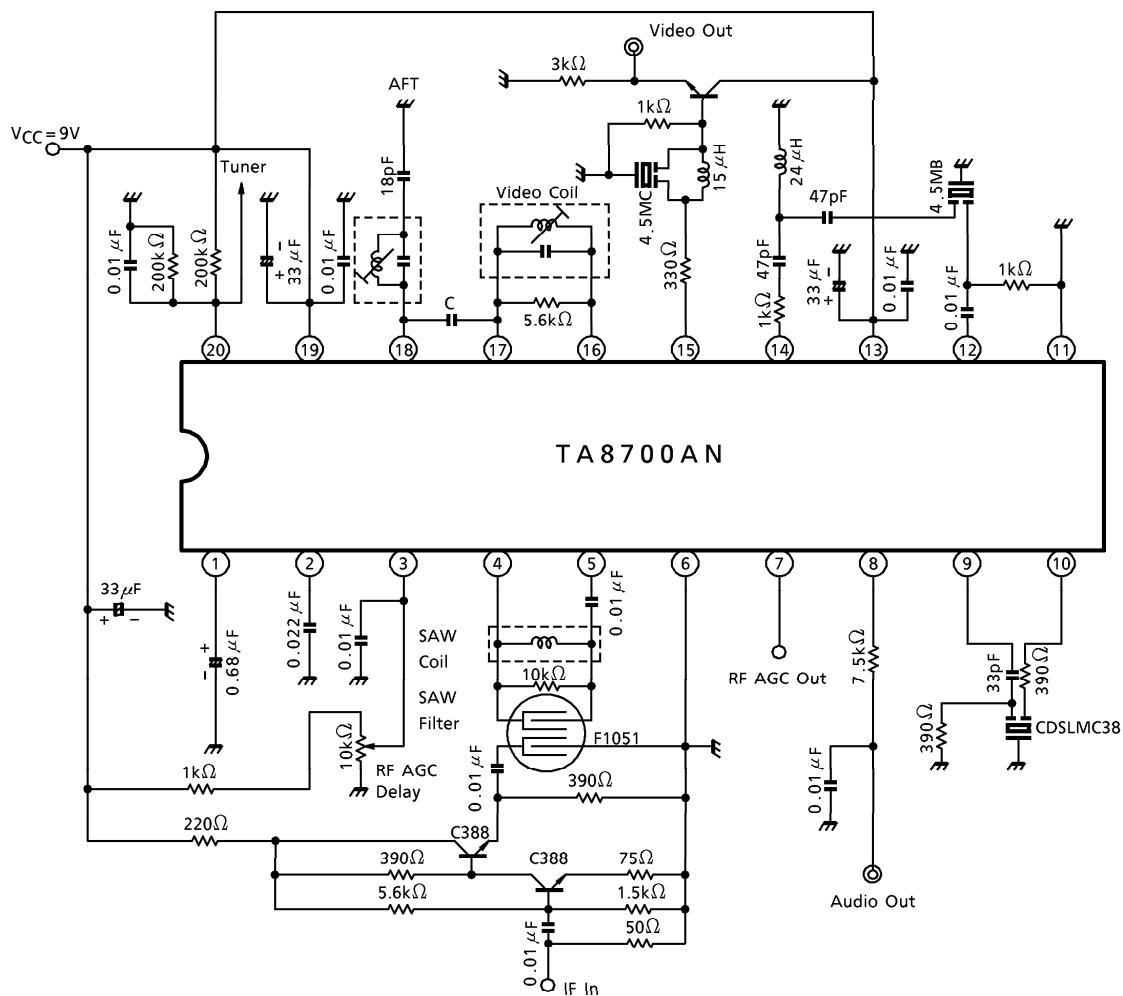 Video Out
3kΩ
AFT
1kΩ
VCC=9V
Tuner
18pF
Video Coil
4.5MC
15μH
24μH
47pF
4.5MB
0.01μF
200kΩ
200kΩ
+ -
33μF
0.01μF
C
5.6kΩ
330Ω
47pF
1kΩ
33μF
+ -
0.01μF
0.01μF
1kΩ
20
19
18
17
16
15
14
13
12
11
TA8700AN
1
2
3
4
5
6
7
8
9
10
33μF
+ -
- +
0.68μF
0.022μF
0.01μF
SAW
Coil
SAW
Filter
0.01μF
10kΩ
F1051
RF AGC Out
7.5kΩ
33pF
390Ω
390Ω
CDSLMC38
10kΩ
RF AGC
Delay
1kΩ
0.01μF
390Ω
0.01μF
220Ω
C388
390Ω
C388
75Ω
5.6kΩ
1.5kΩ
50Ω
0.01μF
IF In
Audio Out